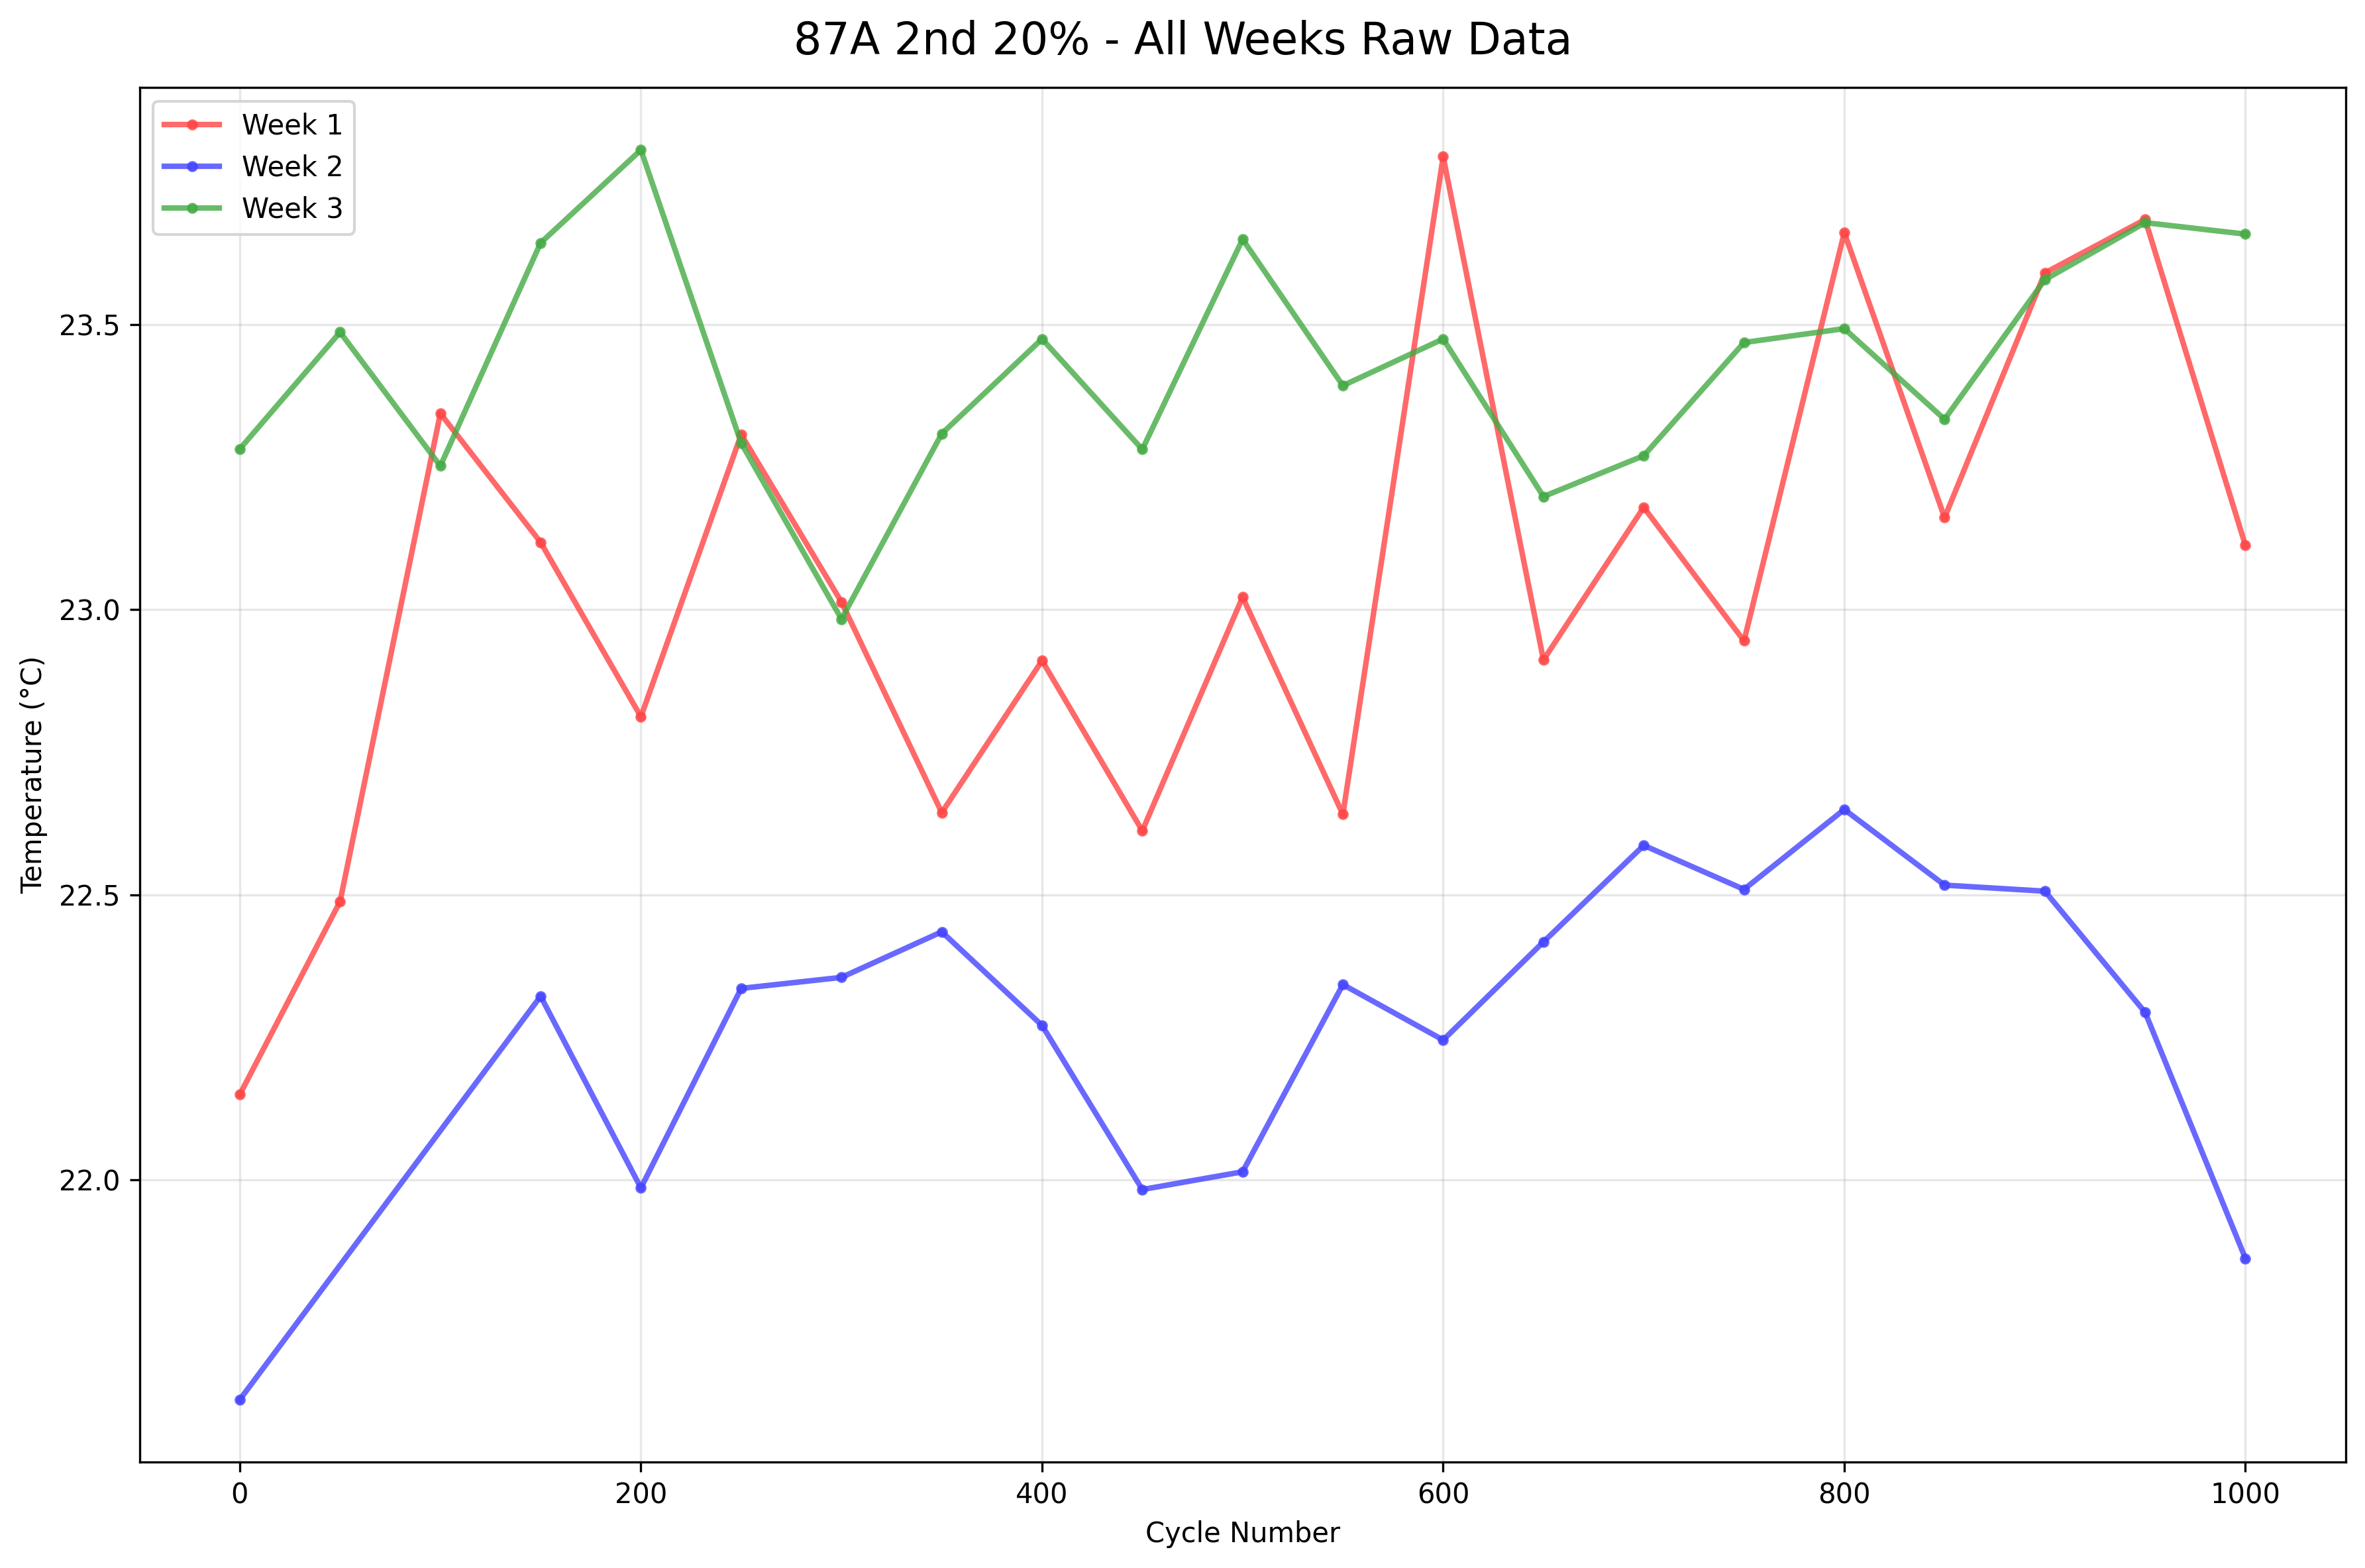 87A 2nd 20% - All Weeks Raw Data
Week 1
Week 2
Week 3
23.5
23.0
22.5
22.0
Temperature (°C)
0 200 400 600 800 1000
Cycle Number